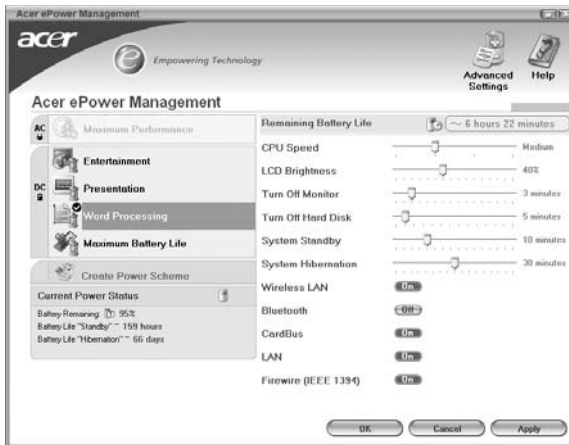 Acer ePower Management
acer
Empowering Technology
Advanced Settings
Help
Acer ePower Management
AC
Maximum Performance
DC
Entertainment
Presentation
Word Processing
Maximum Battery Life
Create Power Scheme
Current Power Status
Battery Remaining: 95%
Battery Life "Standby" ~ 159 hours
Battery Life "Hibernation" ~ 66 days
Remaining Battery Life ~ 6 hours 22 minutes
CPU Speed Medium
LCD Brightness 40%
Turn Off Monitor 3 minutes
Turn Off Hard Disk 5 minutes
System Standby 10 minutes
System Hibernation 30 minutes
Wireless LAN On
Bluetooth Off
CardBus On
LAN On
Firewire (IEEE 1394) On
OK Cancel Apply